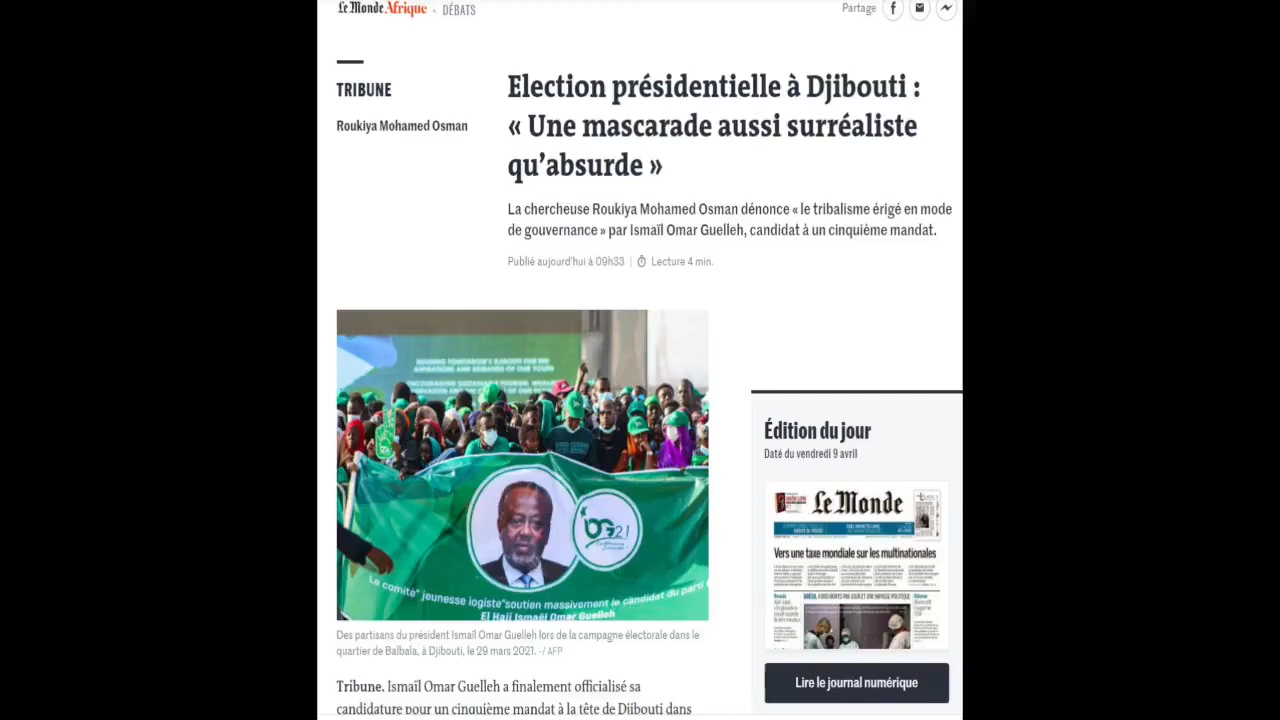 Le Monde Afrique • DÉBATS
Partage
TRIBUNE
Roukiya Mohamed Osman
Election présidentielle à Djibouti :
« Une mascarade aussi surréaliste
qu’absurde »
La chercheuse Roukiya Mohamed Osman dénonce « le tribalisme érigé en mode
de gouvernance » par Ismaïl Omar Guelleh, candidat à un cinquième mandat.
Publié aujourd’hui à 09h33 | Lecture 4 min.
La comité" jeunesse iogiste"soutien massivement le candidat du parti
El Hali Ismaël Omar Guelleh
Des partisans du président Ismaïl Omar Guelleh lors de la campagne électorale dans le
quartier de Balbala, à Djibouti, le 29 mars 2021. -/ AFP
Tribune. Ismaïl Omar Guelleh a finalement officialisé sa
candidature pour un cinquième mandat à la tête de Djibouti dans
Édition du jour
Daté du vendredi 9 avril
Le Monde
Vers une taxe mondiale sur les multinationales
Lire le journal numérique